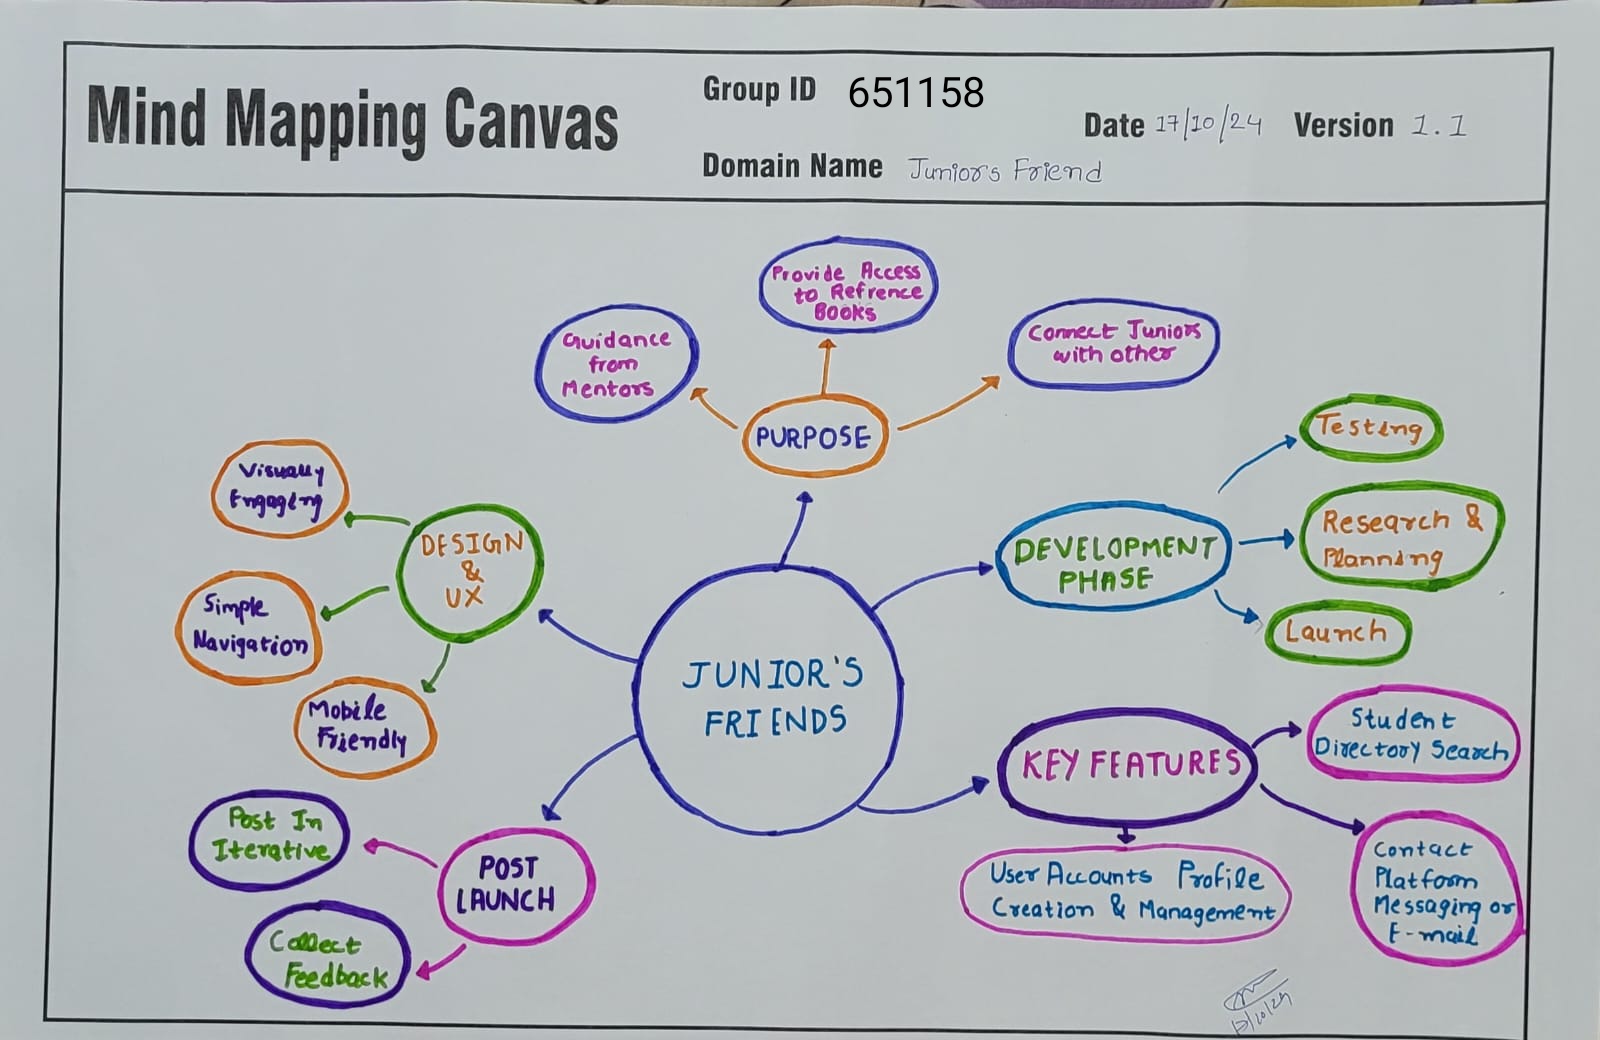 Mind Mapping Canvas
Group ID 651158
Date 17/10/24 Version 1.1
Domain Name Junior's Friend
Provide Access
to Refrence
Books
Guidance
from
Mentors
Connect Juniors
with other
PURPOSE
Testing
Visually
Engaging
DESIGN
&
UX
DEVELOPMENT
PHASE
Research &
Planning
Simple
Navigation
Launch
Mobile
Friendly
JUNIOR'S
FRIENDS
KEY FEATURES
Student
Directory Search
Post In
Iterative
POST
LAUNCH
User Accounts Profile
Creation & Management
Contact
Platform
Messaging or
E-mail
Collect
Feedback